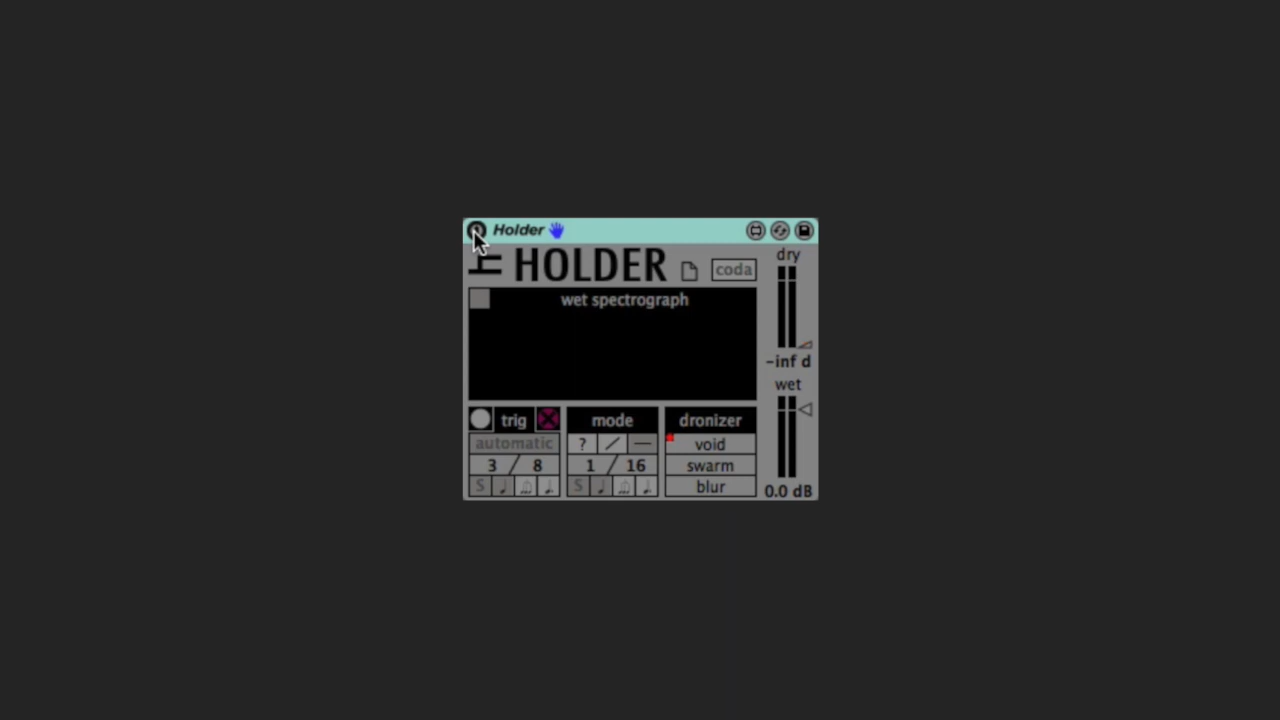 Holder
h HOLDER coda
dry
wet spectrograph
-inf d
wet
trig mode dronizer
automatic ? void
3 / 8 1 / 16 swarm
S S blur
0.0 dB